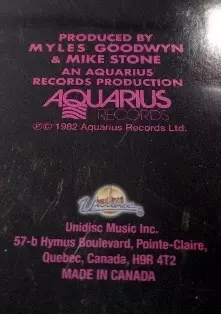 PRODUCED BY
MYLES GOODWYN
& MIKE STONE
AN AQUARIUS
RECORDS PRODUCTION
AQUARIUS
RECORDS
℗© 1982 Aquarius Records Ltd.
Unidisc
Unidisc Music Inc.
57-b Hymus Boulevard, Pointe-Claire,
Quebec, Canada, H9R 4T2
MADE IN CANADA